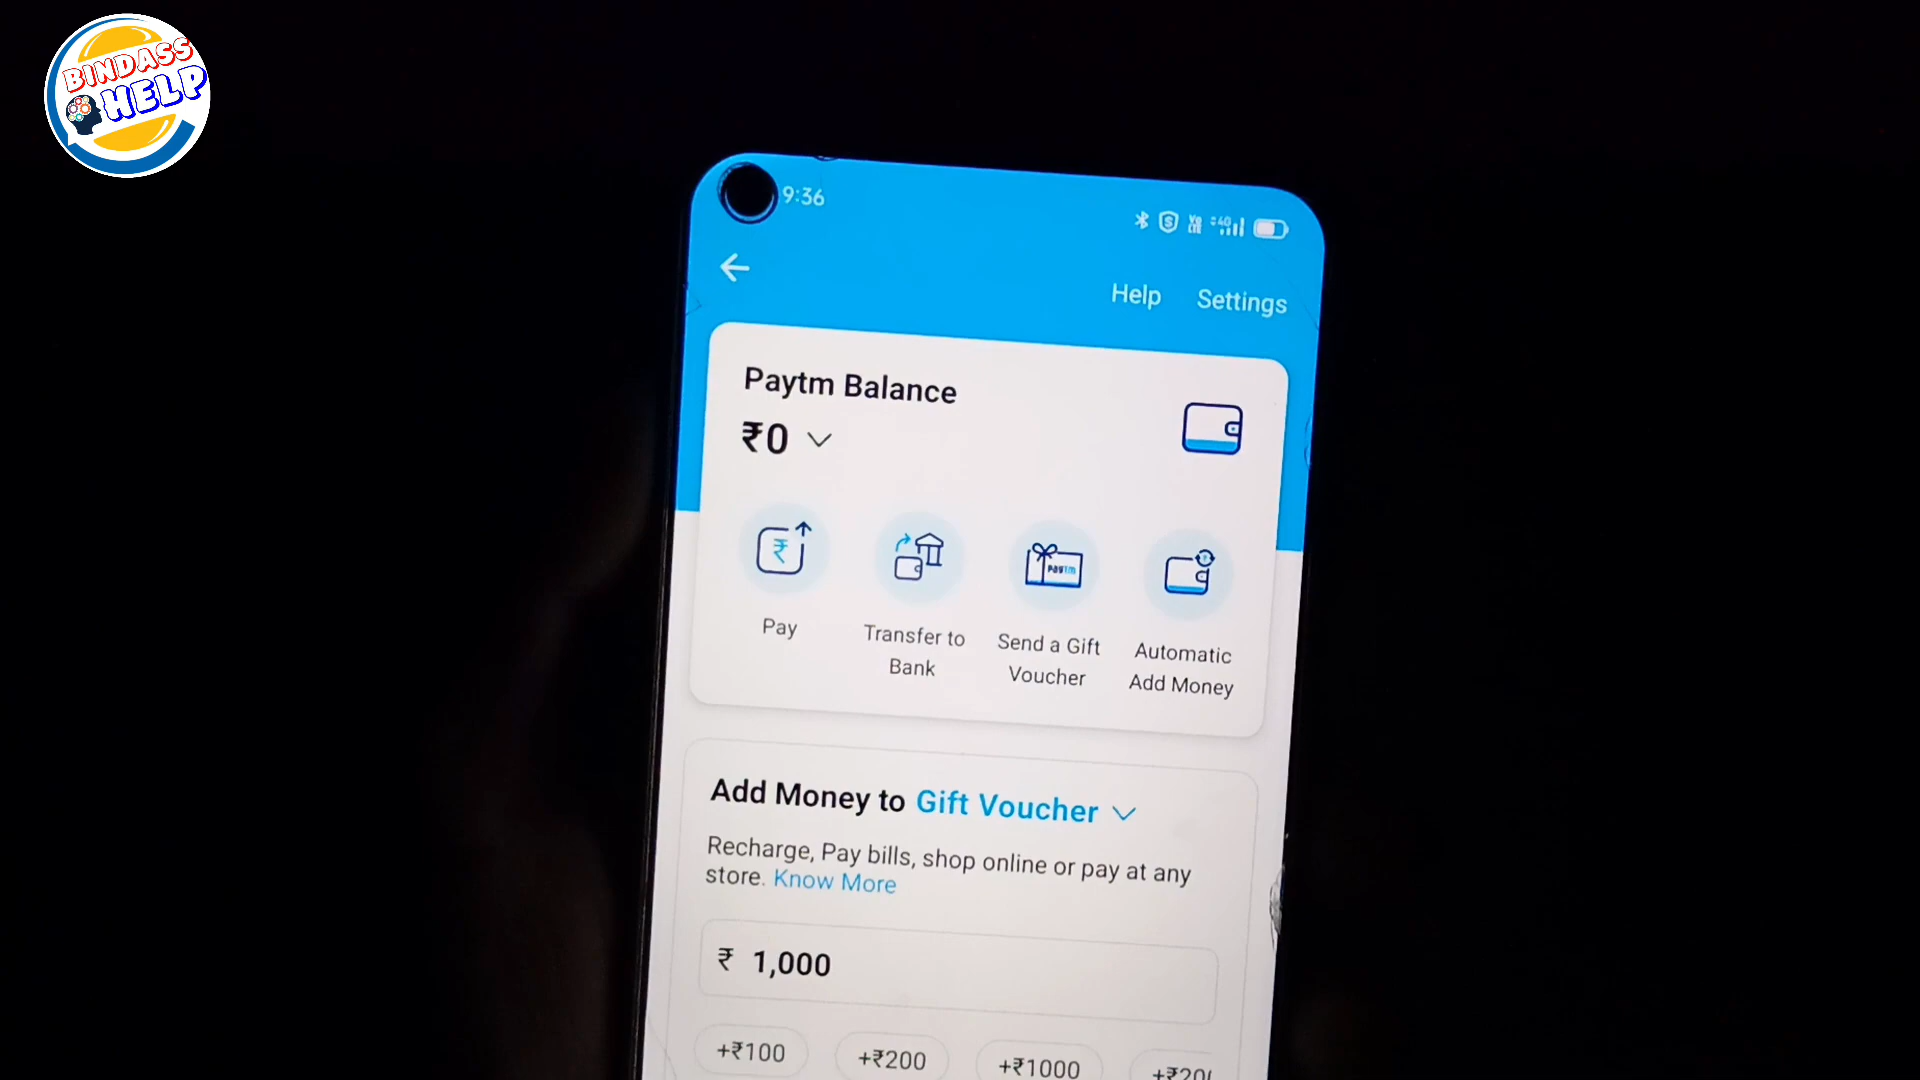 BINDASS
HELP
9:36
Help Settings
Paytm Balance
₹0
Pay
Transfer to
Bank
Send a Gift
Voucher
Automatic
Add Money
Add Money to Gift Voucher
Recharge, Pay bills, shop online or pay at any
store. Know More
₹ 1,000
+₹100 +₹200 +₹1000